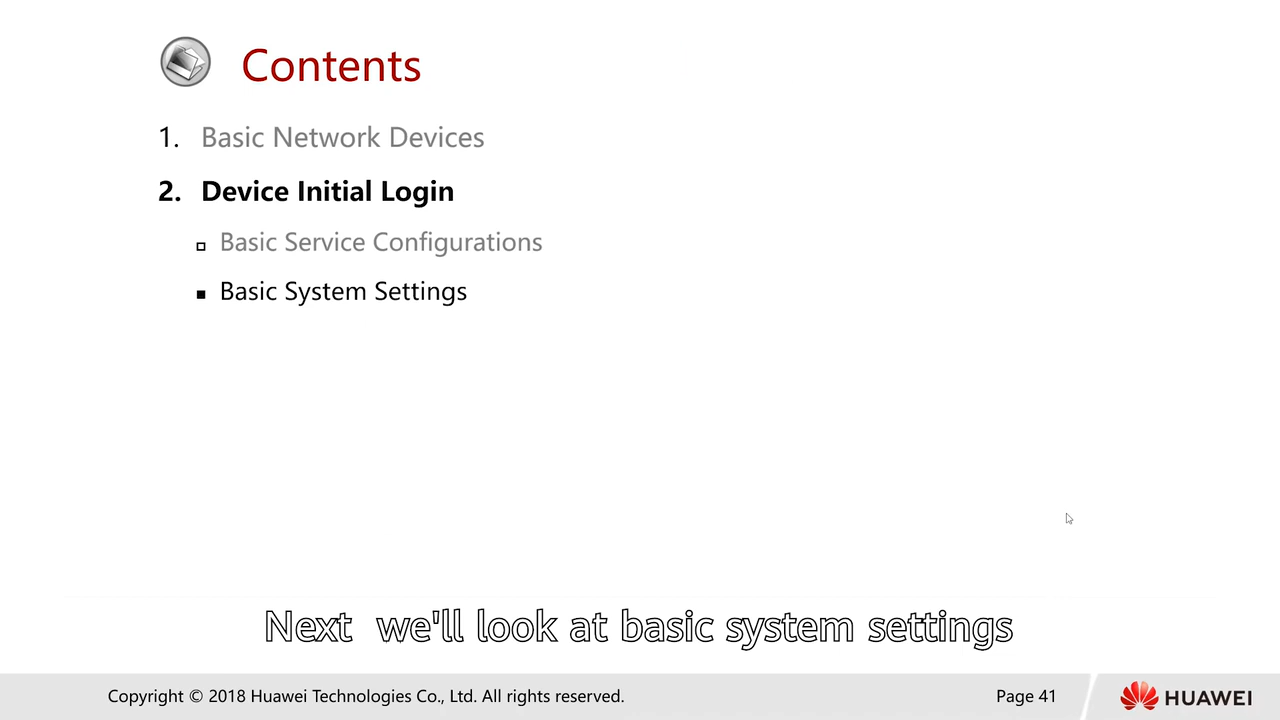 Contents
1. Basic Network Devices
2. Device Initial Login
Basic Service Configurations
Basic System Settings
Next we'll look at basic system settings
Copyright © 2018 Huawei Technologies Co., Ltd. All rights reserved.
Page 41
HUAWEI